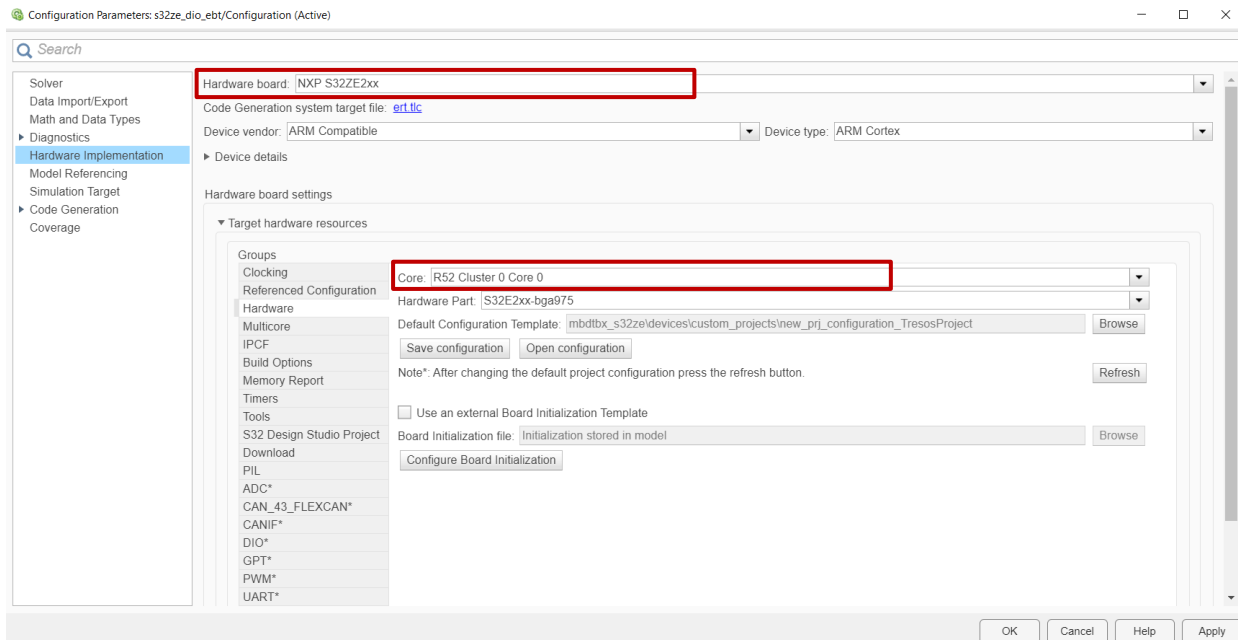 Configuration Parameters: s32ze_dio_ebt/Configuration (Active)
Search
Solver
Data Import/Export
Math and Data Types
Diagnostics
Hardware Implementation
Model Referencing
Simulation Target
Code Generation
Coverage
Hardware board: NXP S32ZE2xx
Code Generation system target file: ert.tlc
Device vendor: ARM Compatible Device type: ARM Cortex
Device details
Hardware board settings
Target hardware resources
Groups
Clocking
Referenced Configuration
Hardware
Multicore
IPCF
Build Options
Memory Report
Timers
Tools
S32 Design Studio Project
Download
PIL
ADC*
CAN_43_FLEXCAN*
CANIF*
DIO*
GPT*
PWM*
UART*
Core: R52 Cluster 0 Core 0
Hardware Part: S32E2xx-bga975
Default Configuration Template: mbdtbx_s32ze\devices\custom_projects\new_prj_configuration_TresosProject Browse
Save configuration Open configuration
Note*: After changing the default project configuration press the refresh button. Refresh
Use an external Board Initialization Template
Board Initialization file: Initialization stored in model Browse
Configure Board Initialization
OK Cancel Help Apply